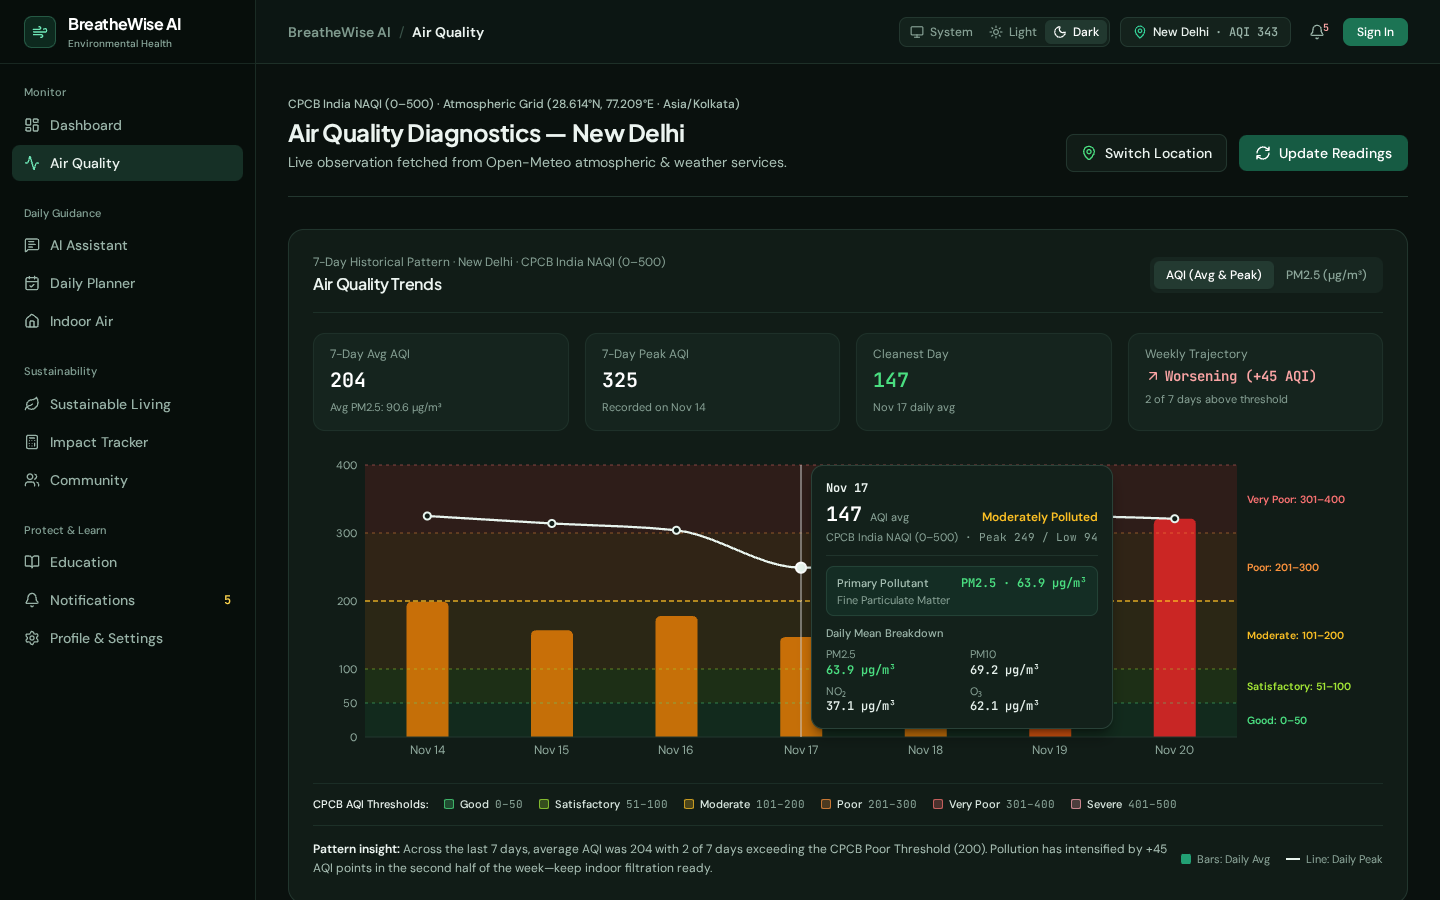 BreatheWise AI
Environmental Health
BreatheWise AI / Air Quality
System Light Dark
New Delhi · AQI 343
5
Sign In
Monitor
Dashboard
Air Quality
Daily Guidance
AI Assistant
Daily Planner
Indoor Air
Sustainability
Sustainable Living
Impact Tracker
Community
Protect & Learn
Education
Notifications 5
Profile & Settings
CPCB India NAQI (0–500) · Atmospheric Grid (28.614°N, 77.209°E · Asia/Kolkata)
Air Quality Diagnostics — New Delhi
Live observation fetched from Open-Meteo atmospheric & weather services.
Switch Location
Update Readings
7-Day Historical Pattern · New Delhi · CPCB India NAQI (0–500)
Air Quality Trends
AQI (Avg & Peak) PM2.5 (µg/m³)
7-Day Avg AQI
204
Avg PM2.5: 90.6 µg/m³
7-Day Peak AQI
325
Recorded on Nov 14
Cleanest Day
147
Nov 17 daily avg
Weekly Trajectory
Worsening (+45 AQI)
2 of 7 days above threshold
400
300
200
100
50
0
Nov 17
147 AQI avg Moderately Polluted
CPCB India NAQI (0–500) · Peak 249 / Low 94
Primary Pollutant PM2.5 · 63.9 µg/m³
Fine Particulate Matter
Daily Mean Breakdown
PM2.5 PM10
63.9 µg/m³ 69.2 µg/m³
NO₂ O₃
37.1 µg/m³ 62.1 µg/m³
Very Poor: 301–400
Poor: 201–300
Moderate: 101–200
Satisfactory: 51–100
Good: 0–50
Nov 14 Nov 15 Nov 16 Nov 17 Nov 18 Nov 19 Nov 20
CPCB AQI Thresholds: Good 0–50 Satisfactory 51–100 Moderate 101–200 Poor 201–300 Very Poor 301–400 Severe 401–500
Pattern insight: Across the last 7 days, average AQI was 204 with 2 of 7 days exceeding the CPCB Poor Threshold (200). Pollution has intensified by +45
AQI points in the second half of the week—keep indoor filtration ready.
Bars: Daily Avg Line: Daily Peak